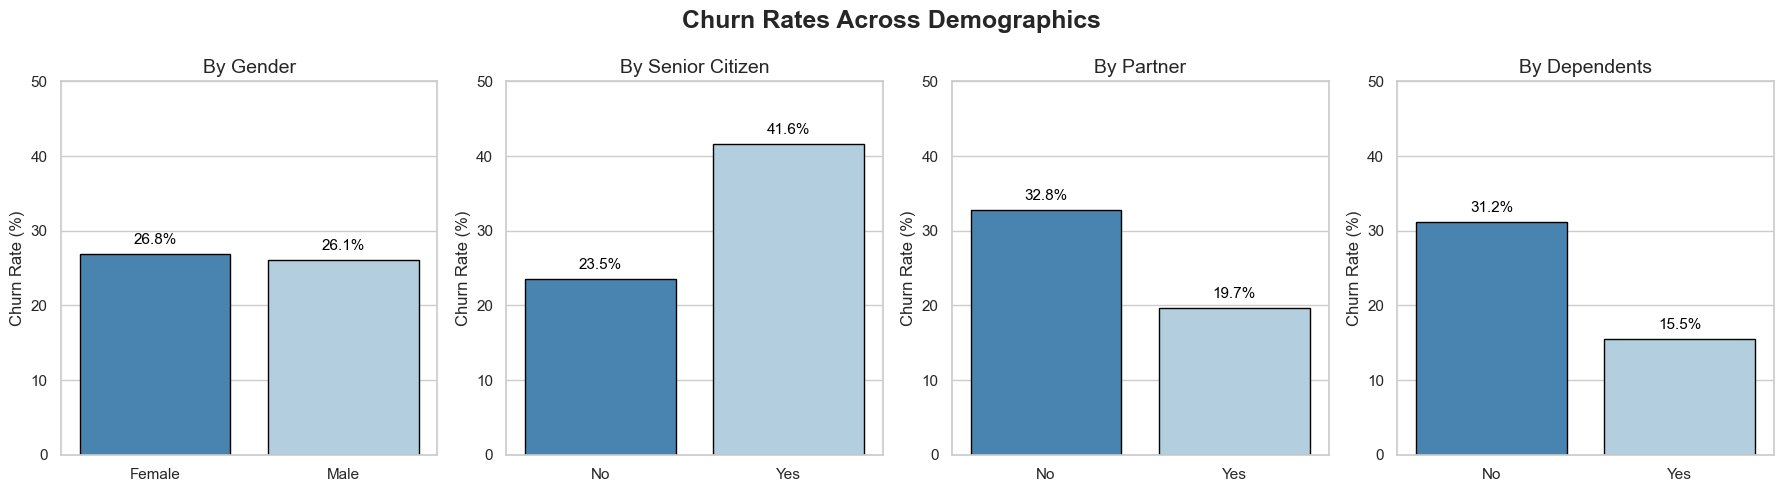 Churn Rates Across Demographics
By Gender
Churn Rate (%)
50
40
30
20
10
0
26.8%
26.1%
Female
Male
By Senior Citizen
Churn Rate (%)
50
40
30
20
10
0
23.5%
41.6%
No
Yes
By Partner
Churn Rate (%)
50
40
30
20
10
0
32.8%
19.7%
No
Yes
By Dependents
Churn Rate (%)
50
40
30
20
10
0
31.2%
15.5%
No
Yes